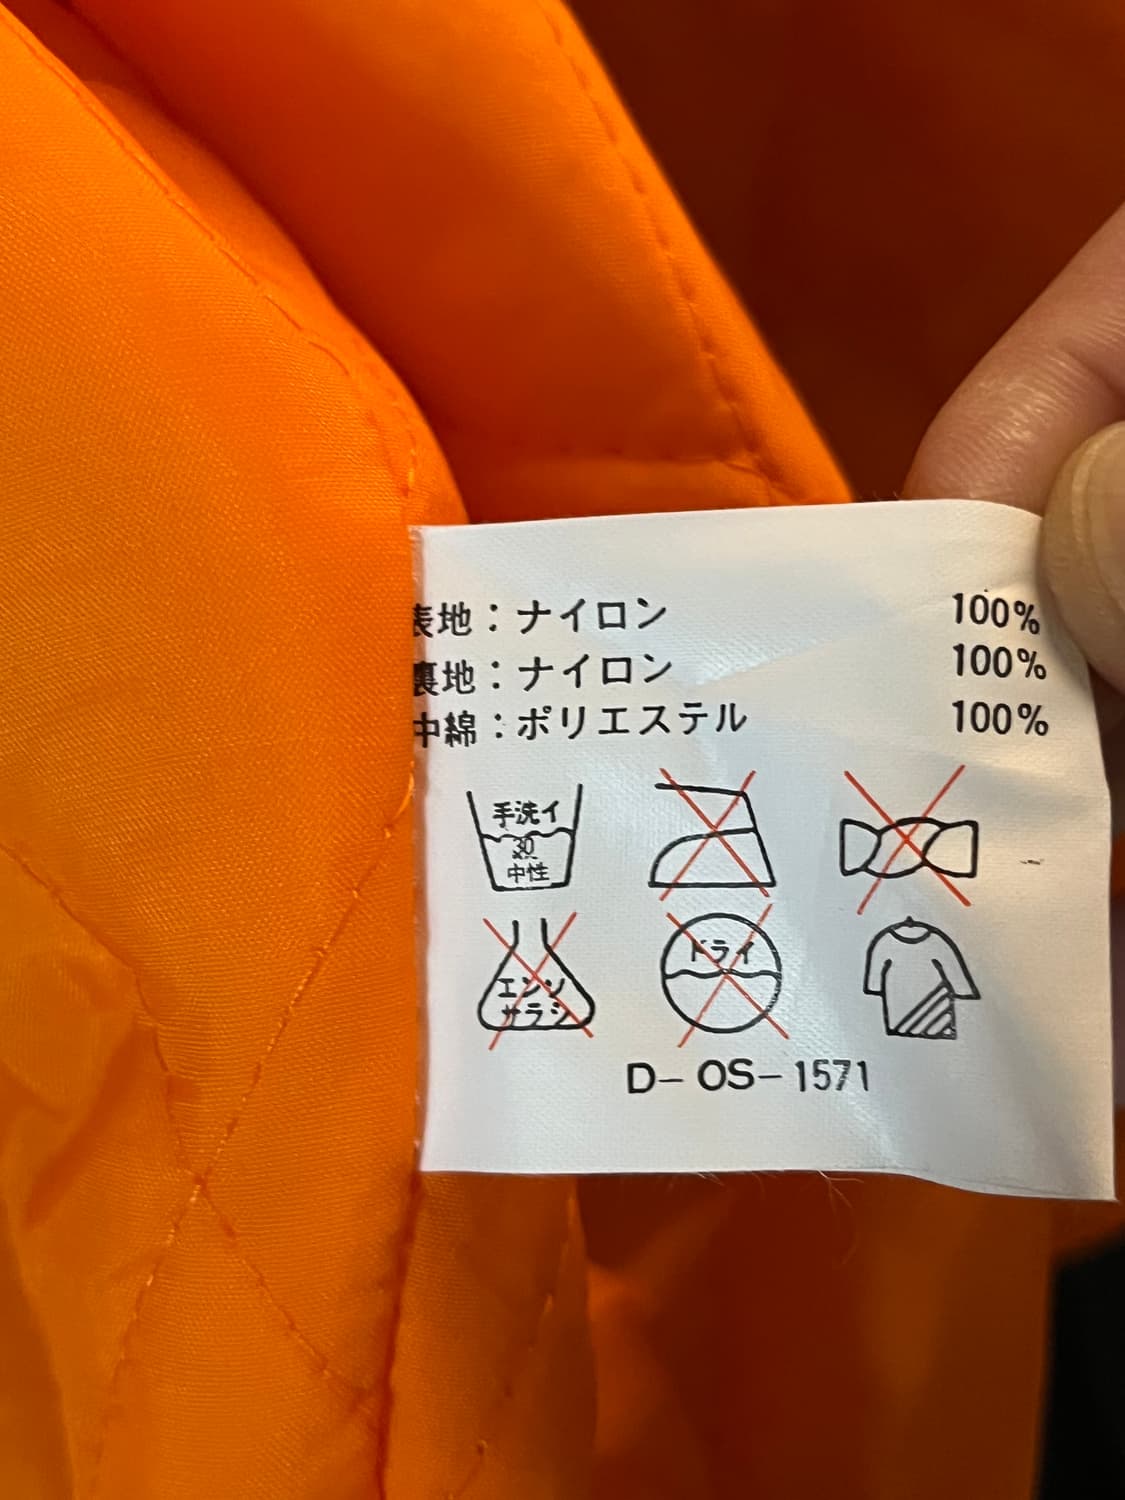 表地：ナイロン 100%
裏地：ナイロン 100%
中綿：ポリエステル 100%
手洗イ
30
中性
エンソ
サラシ
ドライ
D-OS-1571